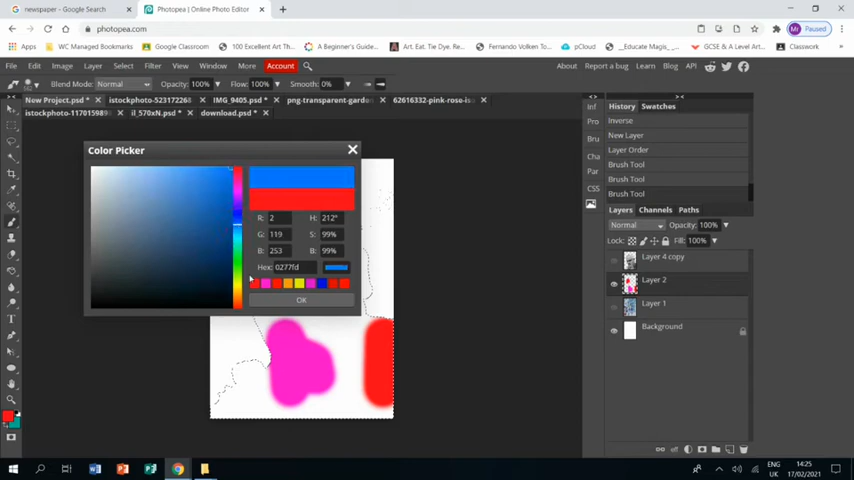 newspaper - Google Search
Photopea | Online Photo Editor
photopea.com
Paused
Apps
WC Managed Bookmarks
Google Classroom
100 Excellent Art The...
A Beginner's Guide...
Art. Eat. Tie Dye. Re...
Fernando Volken To...
pCloud
__Educate Magis_...
GCSE & A Level Art...
Classwork
File Edit Image Layer Select Filter View Window More Account
About Report a bug Learn Blog API
Blend Mode: Normal Opacity: 100% Flow: 100% Smooth: 0%
New Project.psd *
istockphoto-523172268
IMG_9405.psd *
png-transparent-gard
62616332-pink-rose-is
istockphoto-1170159895
il_570xN.psd *
download.psd *
Color Picker
R: 2 H: 212°
G: 119 S: 99%
B: 253 B: 99%
Hex: 0277fd
OK
Inf
Pro
Bru
Cha
Par
CSS
History Swatches
Inverse
New Layer
Layer Order
Brush Tool
Brush Tool
Brush Tool
Layers Channels Paths
Normal Opacity: 100%
Lock: Fill: 100%
Layer 4 copy
Layer 2
Layer 1
Background
ENG
UK
14:25
17/02/2021